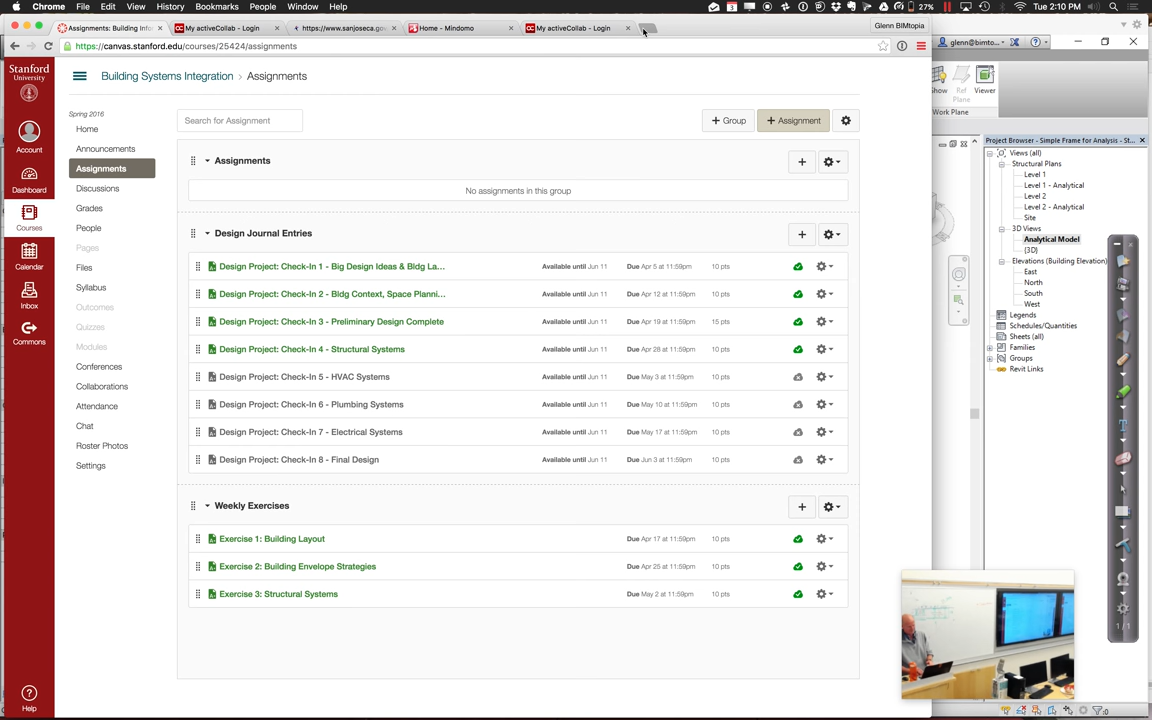 Chrome File Edit View History Bookmarks People Window Help
27% Tue 2:10 PM
Assignments: Building Info
My activeCollab - Login
https://www.sanjoseca.go
Home - Mindomo
My activeCollab - Login
Glenn BIMtopia
https://canvas.stanford.edu/courses/25424/assignments
glenn@bimto...
Stanford
University
Account
Dashboard
Courses
Calendar
Inbox
Commons
Help
Building Systems Integration › Assignments
Spring 2016
Home
Announcements
Assignments
Discussions
Grades
People
Pages
Files
Syllabus
Outcomes
Quizzes
Modules
Conferences
Collaborations
Attendance
Chat
Roster Photos
Settings
Search for Assignment
+ Group
+ Assignment
Assignments
No assignments in this group
Design Journal Entries
Design Project: Check-In 1 - Big Design Ideas & Bldg La... Available until Jun 11 Due Apr 5 at 11:59pm 10 pts
Design Project: Check-In 2 - Bldg Context, Space Planni... Available until Jun 11 Due Apr 12 at 11:59pm 10 pts
Design Project: Check-In 3 - Preliminary Design Complete Available until Jun 11 Due Apr 19 at 11:59pm 15 pts
Design Project: Check-In 4 - Structural Systems Available until Jun 11 Due Apr 28 at 11:59pm 10 pts
Design Project: Check-In 5 - HVAC Systems Available until Jun 11 Due May 3 at 11:59pm 10 pts
Design Project: Check-In 6 - Plumbing Systems Available until Jun 11 Due May 10 at 11:59pm 10 pts
Design Project: Check-In 7 - Electrical Systems Available until Jun 11 Due May 17 at 11:59pm 10 pts
Design Project: Check-In 8 - Final Design Available until Jun 11 Due Jun 3 at 11:59pm 10 pts
Weekly Exercises
Exercise 1: Building Layout Due Apr 17 at 11:59pm 10 pts
Exercise 2: Building Envelope Strategies Due Apr 25 at 11:59pm 10 pts
Exercise 3: Structural Systems Due May 2 at 11:59pm 10 pts
Show
Ref
Plane
Viewer
Work Plane
Project Browser - Simple Frame for Analysis - St...
Views (all)
Structural Plans
Level 1
Level 1 - Analytical
Level 2
Level 2 - Analytical
Site
3D Views
Analytical Model
{3D}
Elevations (Building Elevation)
East
North
South
West
Legends
Schedules/Quantities
Sheets (all)
Families
Groups
Revit Links
1 / 1
:0